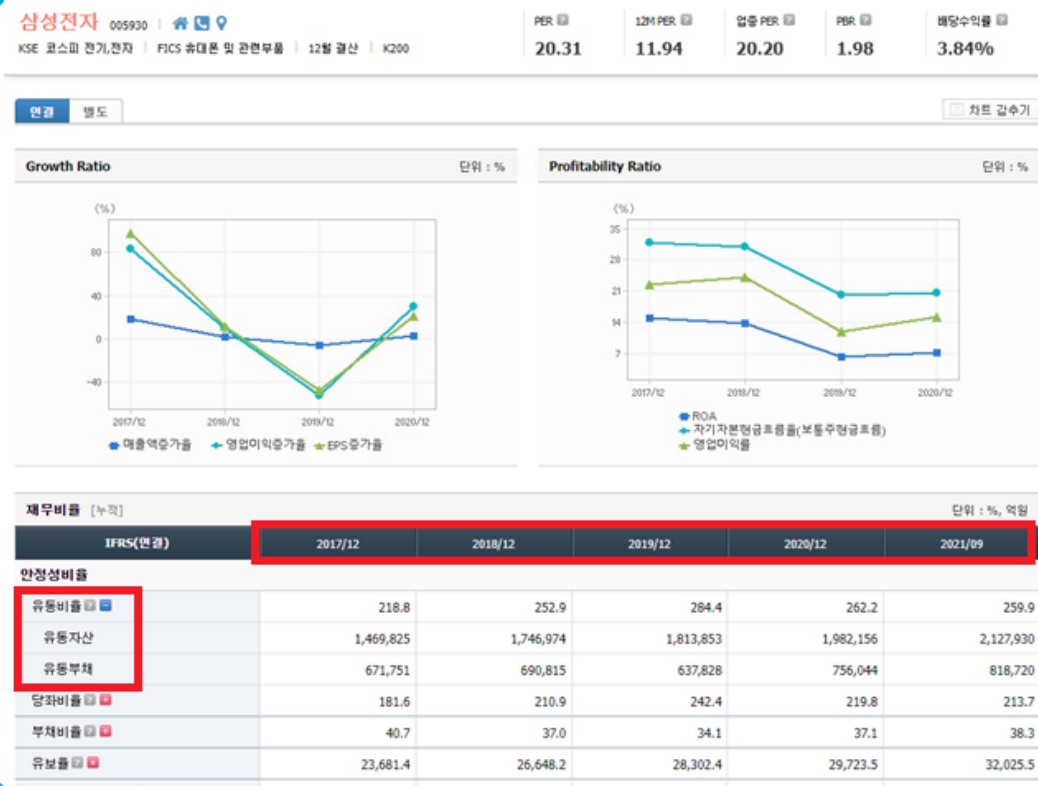 삼성전자 005930
KSE 코스피 전기,전자 FICS 휴대폰 및 관련부품 12월 결산 K200
PER 12M PER 업종 PER PBR 배당수익률
20.31 11.94 20.20 1.98 3.84%
연결 별도 차트 감추기
Growth Ratio 단위 : %
(%)
80
40
0
-40
2017/12 2018/12 2019/12 2020/12
매출액증가율 영업이익증가율 EPS증가율
Profitability Ratio 단위 : %
(%)
35
28
21
14
7
2017/12 2018/12 2019/12 2020/12
ROA
자기자본현금흐름율(보통주현금흐름)
영업이익률
재무비율 [누적] 단위 : %, 억원
IFRS(연결) 2017/12 2018/12 2019/12 2020/12 2021/09
안정성비율
유동비율 218.8 252.9 284.4 262.2 259.9
유동자산 1,469,825 1,746,974 1,813,853 1,982,156 2,127,930
유동부채 671,751 690,815 637,828 756,044 818,720
당좌비율 181.6 210.9 242.4 219.8 213.7
부채비율 40.7 37.0 34.1 37.1 38.3
유보율 23,681.4 26,648.2 28,302.4 29,723.5 32,025.5